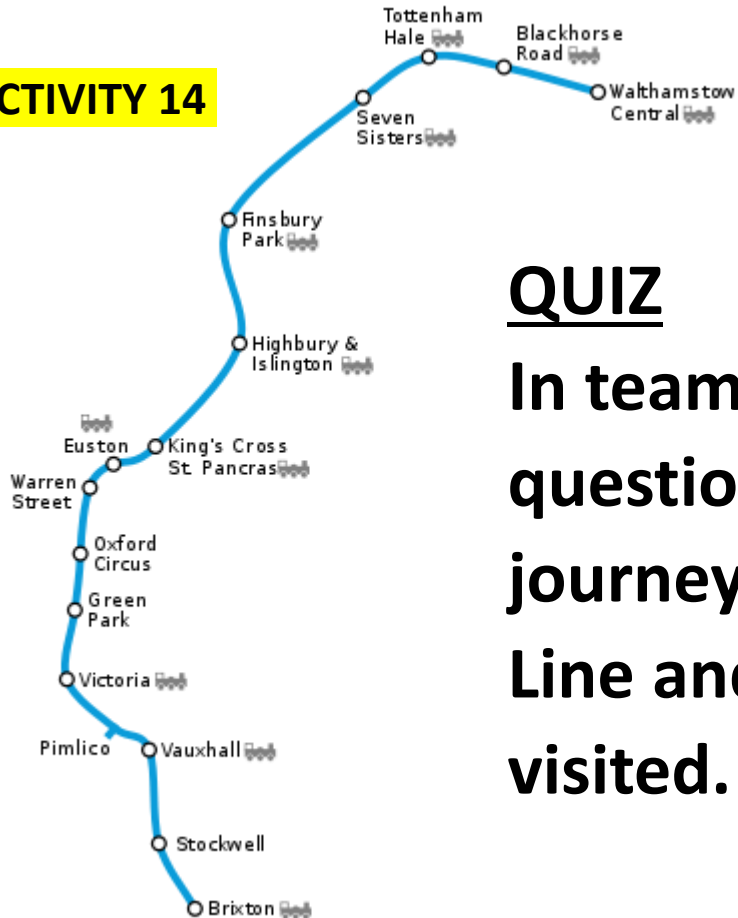 Tottenham
Hale
Blackhorse
Road
CTIVITY 14
Walthamstow
Central
Seven
Sisters
Finsbury
Park
QUIZ
Highbury &
Islington
In team
Euston
King's Cross
St. Pancras
Warren
Street
questio
Oxford
Circus
journey
Green
Park
Victoria
Line and
Pimlico
Vauxhall
visited.
Stockwell
Brixton